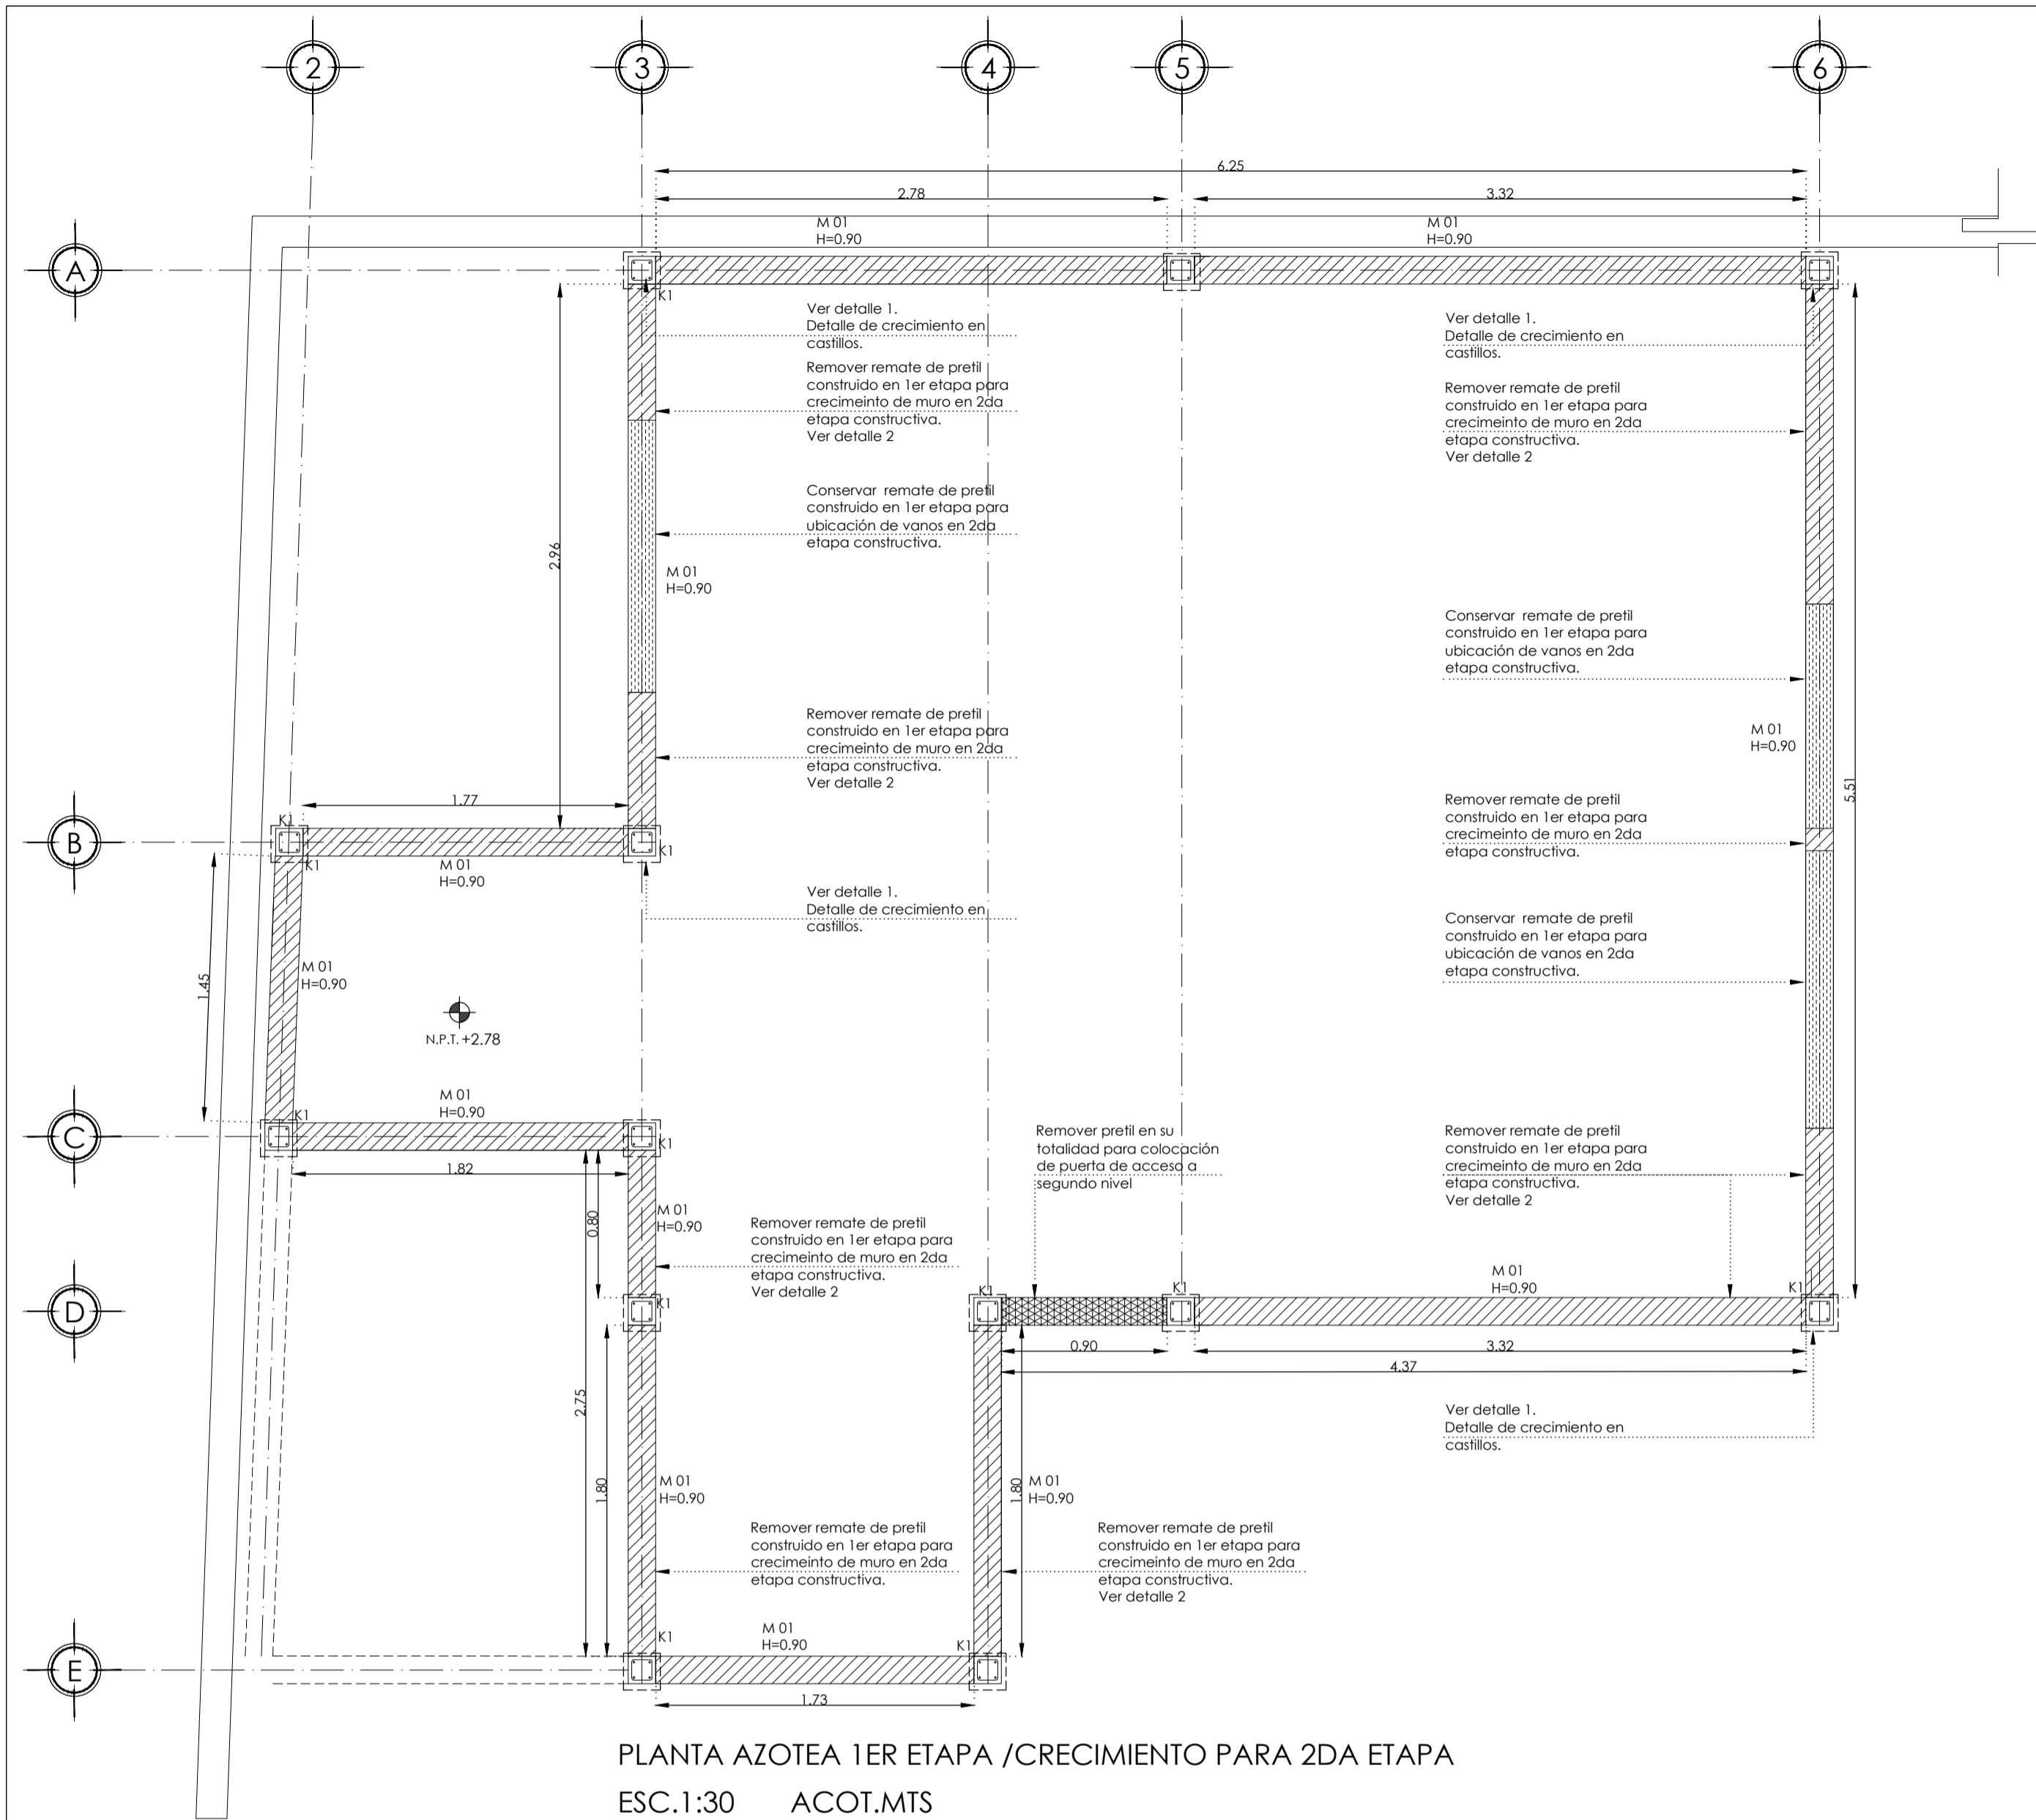 2
3
4
5
6
6.25
2.78
3.32
M 01
H=0.90
M 01
H=0.90
A
K1
Ver detalle 1.
Detalle de crecimiento en
castillos.
Ver detalle 1.
Detalle de crecimiento en
castillos.
Remover remate de pretil
construido en 1er etapa para
crecimeinto de muro en 2da
etapa constructiva.
Ver detalle 2
Remover remate de pretil
construido en 1er etapa para
crecimeinto de muro en 2da
etapa constructiva.
Ver detalle 2
Conservar remate de pretil
construido en 1er etapa para
ubicación de vanos en 2da
etapa constructiva.
2.96
M 01
H=0.90
Conservar remate de pretil
construido en 1er etapa para
ubicación de vanos en 2da
etapa constructiva.
Remover remate de pretil
construido en 1er etapa para
crecimeinto de muro en 2da
etapa constructiva.
Ver detalle 2
M 01
H=0.90
5.51
1.77
Remover remate de pretil
construido en 1er etapa para
crecimeinto de muro en 2da
etapa constructiva.
B
K1
K1
K1
M 01
H=0.90
Ver detalle 1.
Detalle de crecimiento en
castillos.
Conservar remate de pretil
construido en 1er etapa para
ubicación de vanos en 2da
etapa constructiva.
1.45
M 01
H=0.90
N.P.T. +2.78
M 01
H=0.90
C
K1
K1
1.82
Remover pretil en su
totalidad para colocación
de puerta de acceso a
segundo nivel
Remover remate de pretil
construido en 1er etapa para
crecimeinto de muro en 2da
etapa constructiva.
Ver detalle 2
0.80
M 01
H=0.90
Remover remate de pretil
construido en 1er etapa para
crecimeinto de muro en 2da
etapa constructiva.
Ver detalle 2
M 01
H=0.90
D
K1
K1
K1
K1
0.90
3.32
4.37
2.75
Ver detalle 1.
Detalle de crecimiento en
castillos.
1.80
M 01
H=0.90
1.80
M 01
H=0.90
Remover remate de pretil
construido en 1er etapa para
crecimeinto de muro en 2da
etapa constructiva.
Remover remate de pretil
construido en 1er etapa para
crecimeinto de muro en 2da
etapa constructiva.
Ver detalle 2
M 01
H=0.90
E
K1
K1
1.73
PLANTA AZOTEA 1ER ETAPA /CRECIMIENTO PARA 2DA ETAPA
ESC.1:30 ACOT.MTS